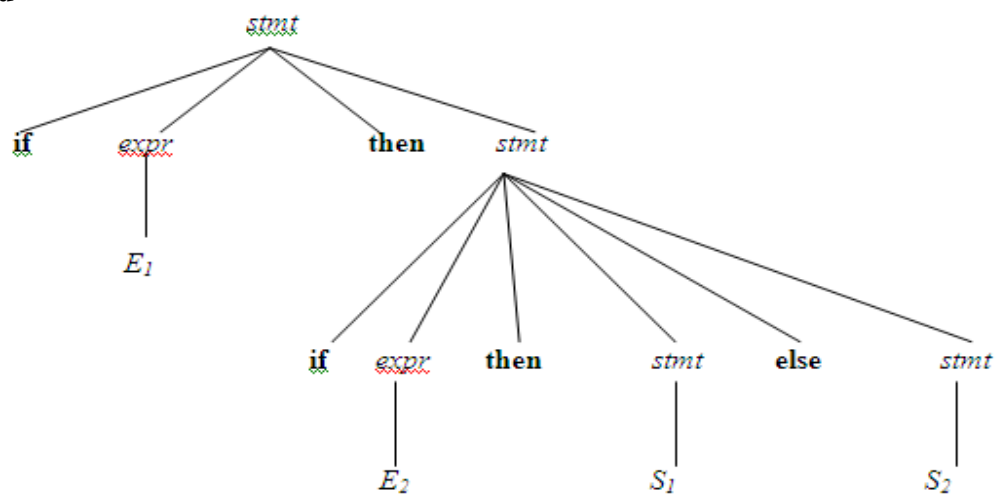 stmt
if expr then stmt
E1
if expr then stmt else stmt
E2 S1 S2